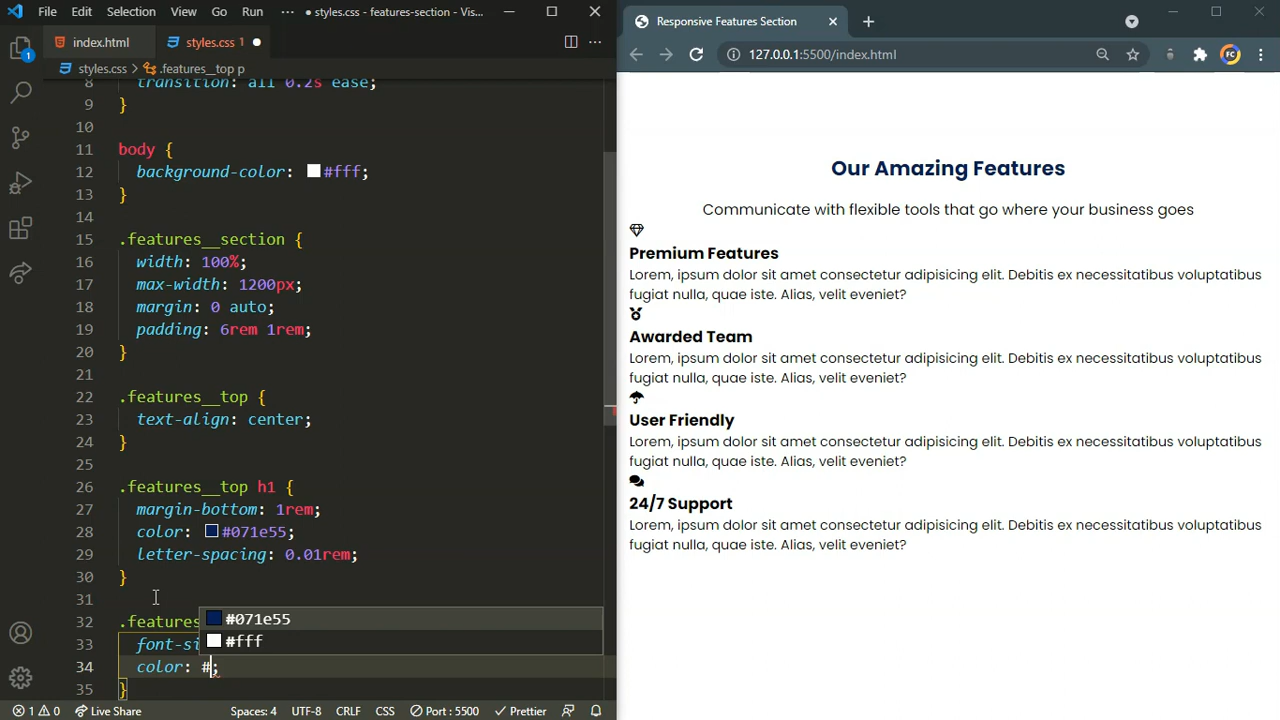 File Edit Selection View Go Run ··· styles.css - features-section - Vis...
index.html styles.css 1
styles.css > .features__top p
8 transition: all 0.2s ease;
9 }
10
11 body {
12 background-color: #fff;
13 }
14
15 .features__section {
16 width: 100%;
17 max-width: 1200px;
18 margin: 0 auto;
19 padding: 6rem 1rem;
20 }
21
22 .features__top {
23 text-align: center;
24 }
25
26 .features__top h1 {
27 margin-bottom: 1rem;
28 color: #071e55;
29 letter-spacing: 0.01rem;
30 }
31
32 .features
#071e55
#fff
33 font-si
34 color: #;
35 }
1
1 0 Live Share Spaces: 4 UTF-8 CRLF CSS Port : 5500 Prettier
Responsive Features Section
127.0.0.1:5500/index.html
FC
Our Amazing Features
Communicate with flexible tools that go where your business goes
Premium Features
Lorem, ipsum dolor sit amet consectetur adipisicing elit. Debitis ex necessitatibus voluptatibus
fugiat nulla, quae iste. Alias, velit eveniet?
Awarded Team
Lorem, ipsum dolor sit amet consectetur adipisicing elit. Debitis ex necessitatibus voluptatibus
fugiat nulla, quae iste. Alias, velit eveniet?
User Friendly
Lorem, ipsum dolor sit amet consectetur adipisicing elit. Debitis ex necessitatibus voluptatibus
fugiat nulla, quae iste. Alias, velit eveniet?
24/7 Support
Lorem, ipsum dolor sit amet consectetur adipisicing elit. Debitis ex necessitatibus voluptatibus
fugiat nulla, quae iste. Alias, velit eveniet?